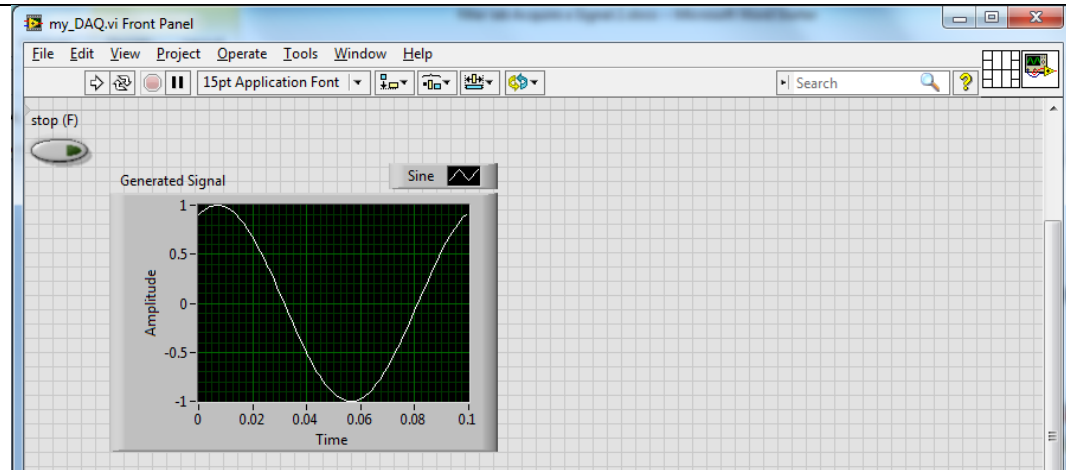 my_DAQ.vi Front Panel
File Edit View Project Operate Tools Window Help
15pt Application Font Search
stop (F)
Generated Signal Sine
1
0.5
0
-0.5
-1
Amplitude
0 0.02 0.04 0.06 0.08 0.1
Time